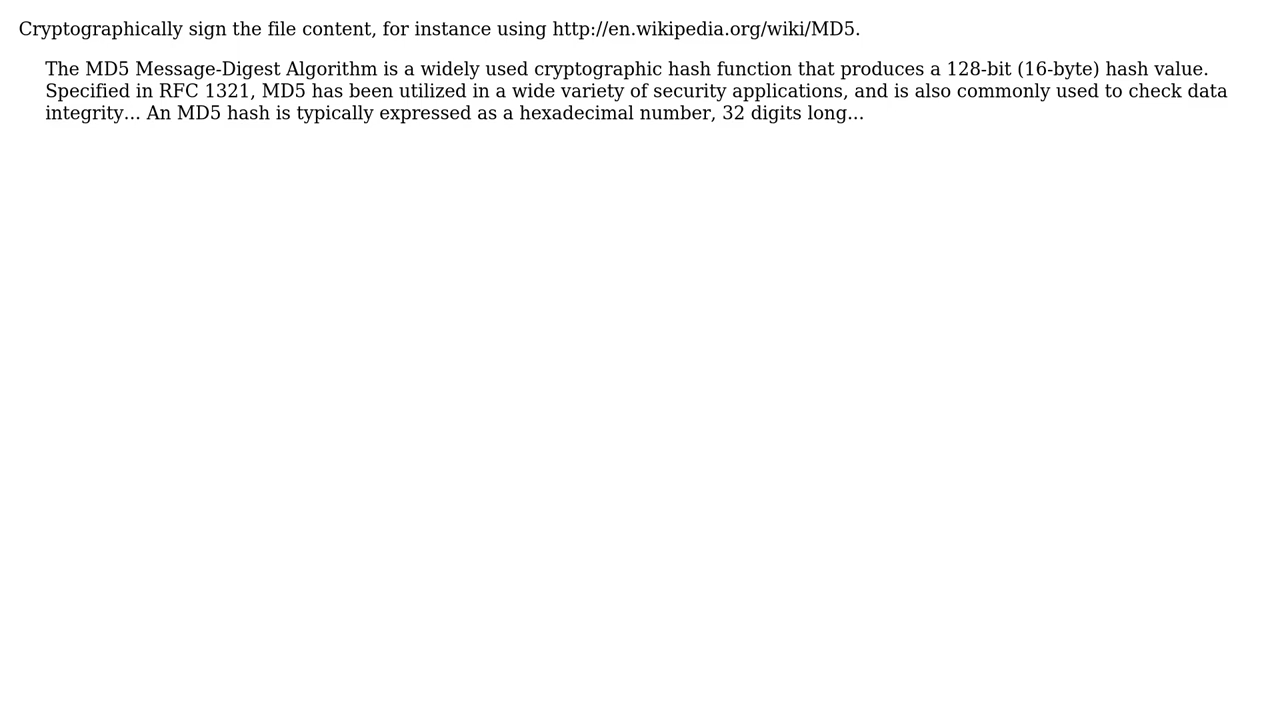 Cryptographically sign the file content, for instance using http://en.wikipedia.org/wiki/MD5.
The MD5 Message-Digest Algorithm is a widely used cryptographic hash function that produces a 128-bit (16-byte) hash value.
Specified in RFC 1321, MD5 has been utilized in a wide variety of security applications, and is also commonly used to check data
integrity... An MD5 hash is typically expressed as a hexadecimal number, 32 digits long...